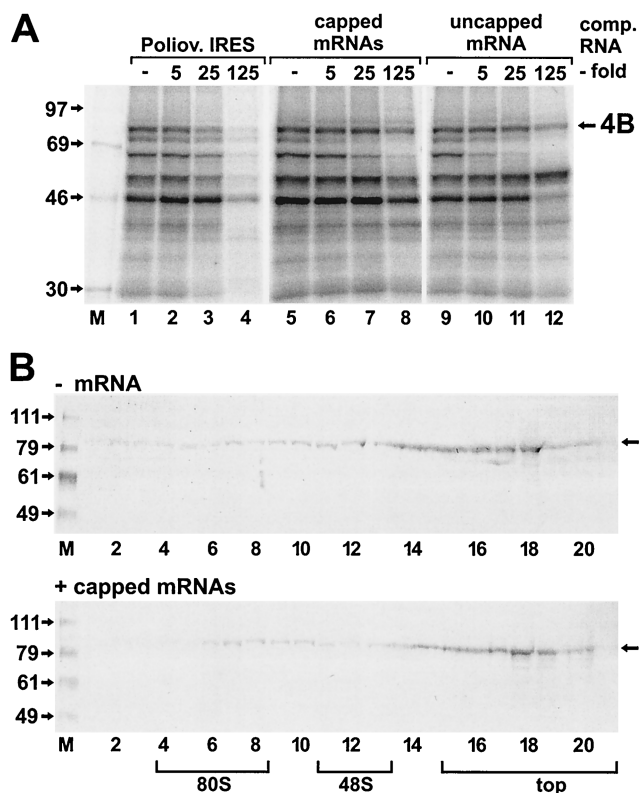 A
Poliov. IRES
capped
mRNAs
uncapped
mRNA
comp.
RNA
- 5 25 125 - 5 25 125 - 5 25 125 - fold
97
4B
69
46
30
M 1 2 3 4 5 6 7 8 9 10 11 12
B
- mRNA
111
79
61
49
M 2 4 6 8 10 12 14 16 18 20
+ capped mRNAs
111
79
61
49
M 2 4 6 8 10 12 14 16 18 20
80S 48S top